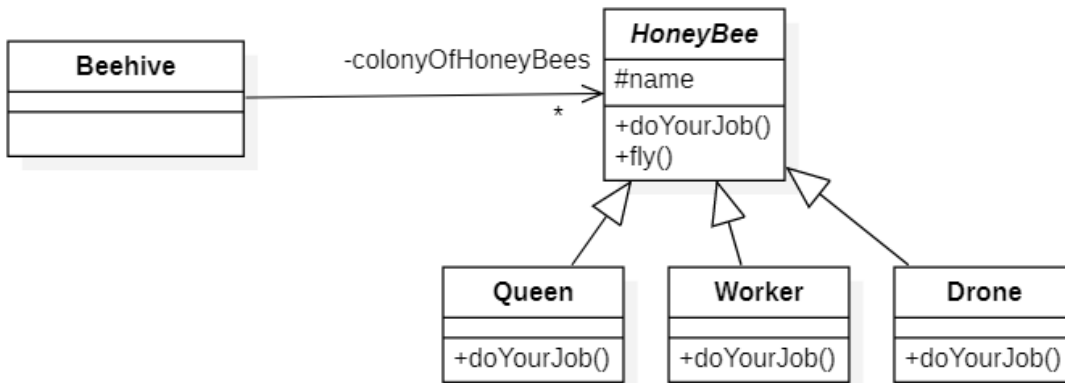 HoneyBee
Beehive
-colonyOfHoneyBees
#name
*
+doYourJob()
+fly()
Queen
Worker
Drone
+doYourJob()
+doYourJob()
+doYourJob()